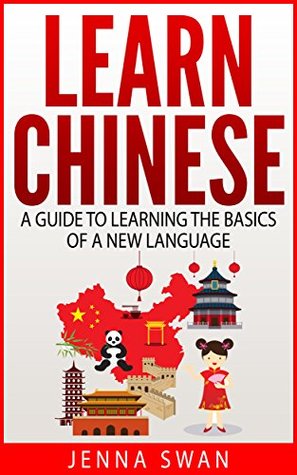 LEARN
CHINESE
A GUIDE TO LEARNING THE BASICS
OF A NEW LANGUAGE
JENNA SWAN